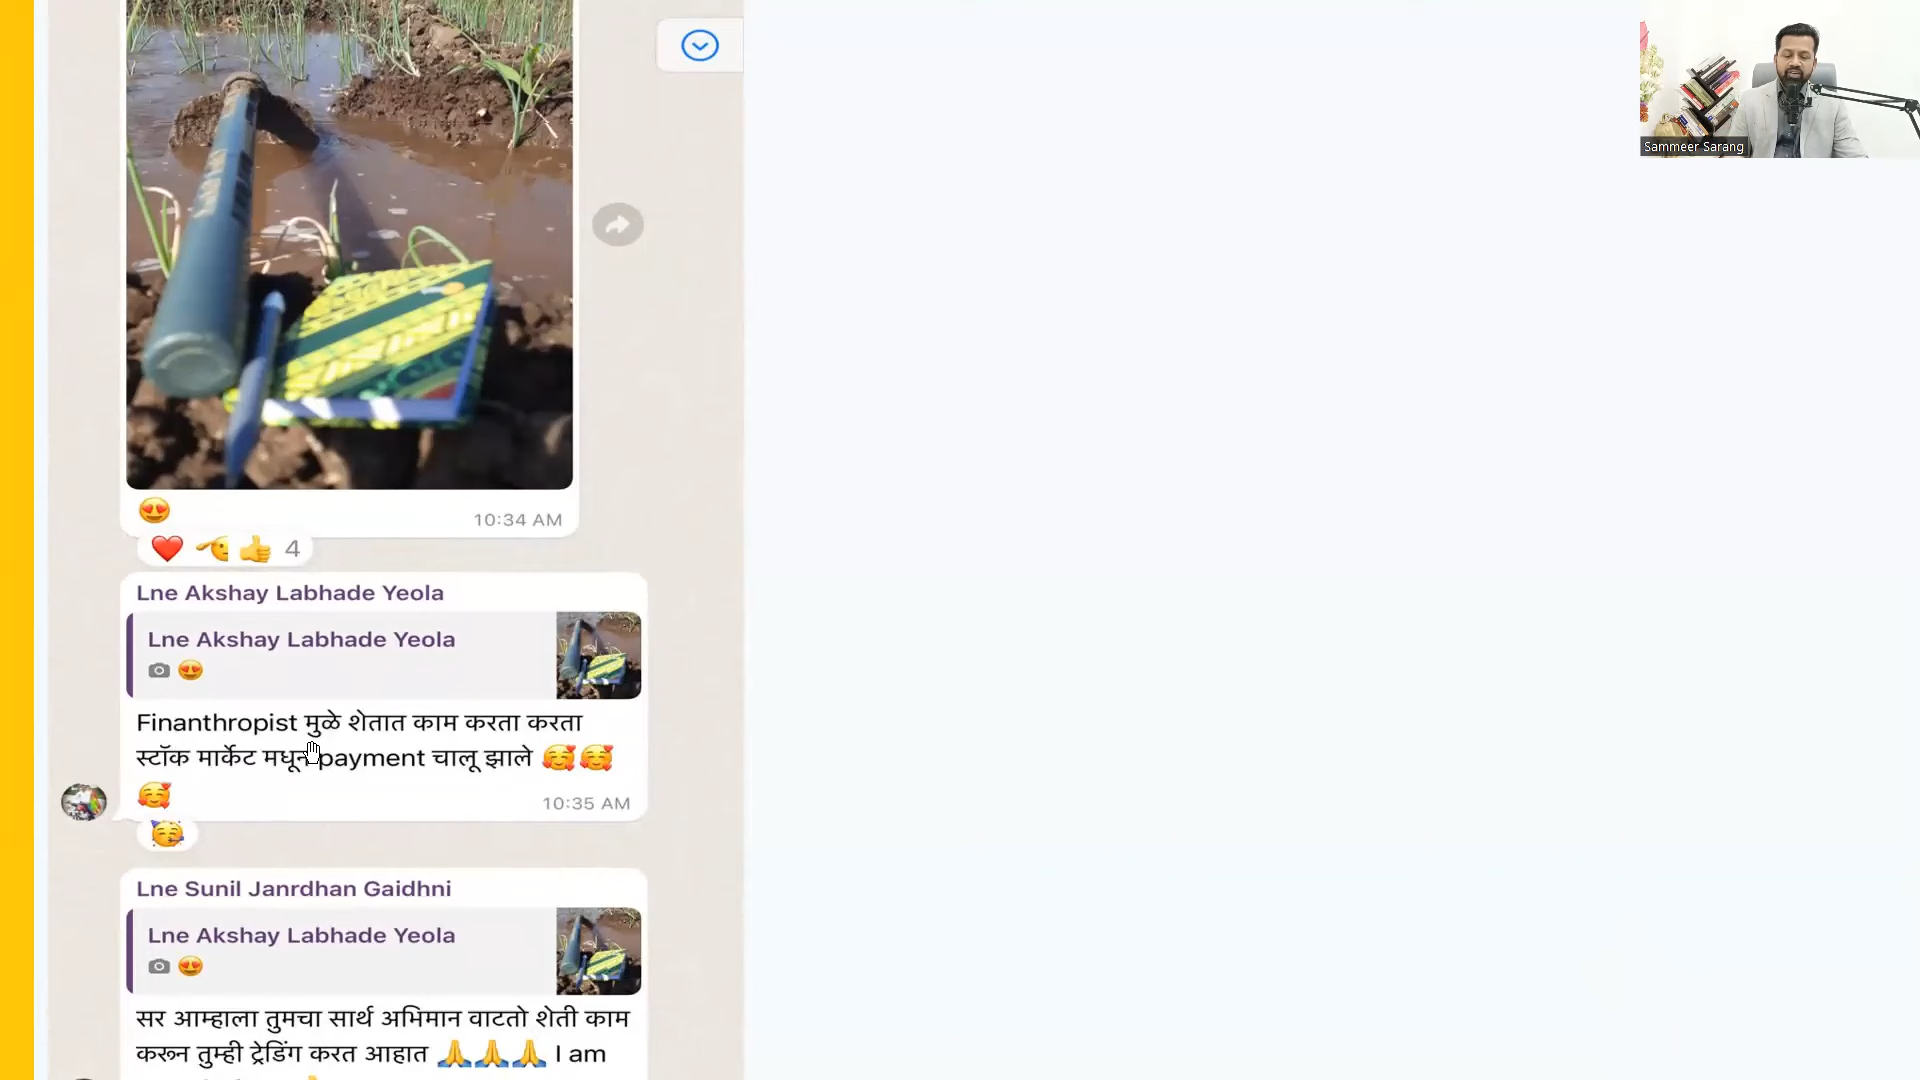 Sammeer Sarang
10:34 AM
4
Lne Akshay Labhade Yeola
Lne Akshay Labhade Yeola
Finanthropist मुळे शेतात काम करता करता
स्टॉक मार्केट मधून payment चालू झाले 🥰🥰
🥰
10:35 AM
Lne Sunil Janrdhan Gaidhni
Lne Akshay Labhade Yeola
सर आम्हाला तुमचा सार्थ अभिमान वाटतो शेती काम
करून तुम्ही ट्रेडिंग करत आहात 🙏🙏🙏 I am